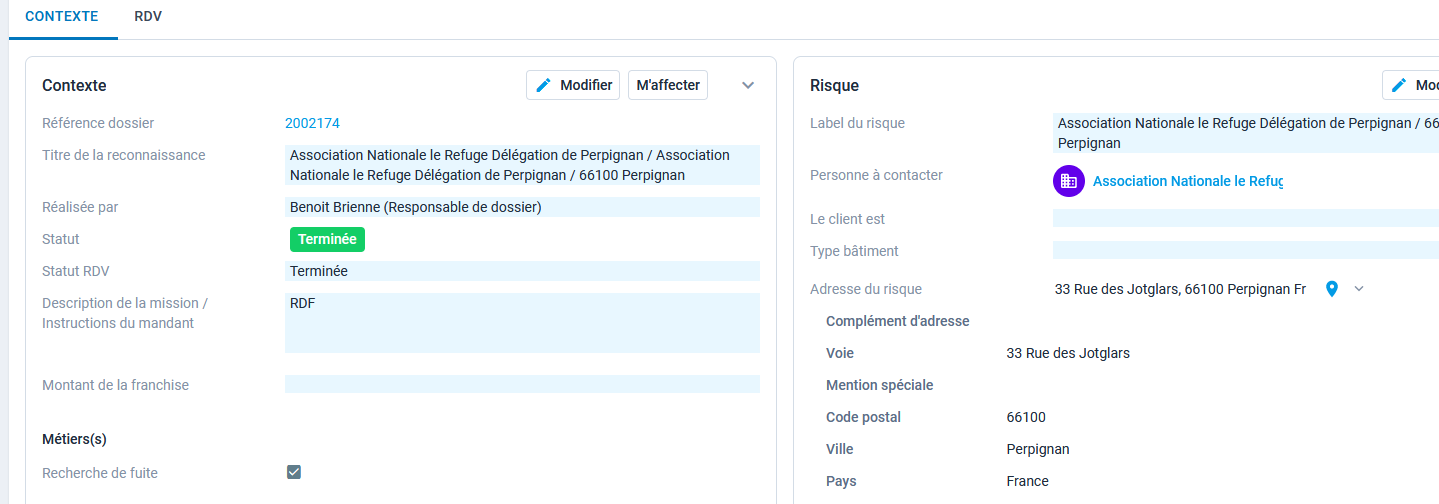 CONTEXTE RDV
Contexte
Modifier
M'affecter
Référence dossier 2002174
Titre de la reconnaissance
Association Nationale le Refuge Délégation de Perpignan / Association
Nationale le Refuge Délégation de Perpignan / 66100 Perpignan
Réalisée par Benoit Brienne (Responsable de dossier)
Statut Terminée
Statut RDV Terminée
Description de la mission /
Instructions du mandant
RDF
Montant de la franchise
Métiers(s)
Recherche de fuite
Risque
Label du risque
Association Nationale le Refuge Délégation de Perpignan / 66
Perpignan
Personne à contacter Association Nationale le
Le client est
Type bâtiment
Adresse du risque 33 Rue des Jotglars, 66100 Perpignan Fr
Complément d'adresse
Voie 33 Rue des Jotglars
Mention spéciale
Code postal 66100
Ville Perpignan
Pays France